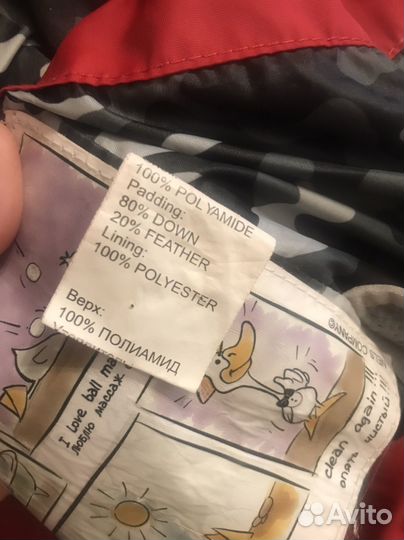 100% POLYAMIDE
Padding:
80% DOWN
20% FEATHER
Lining:
100% POLYESTER
Верх:
100% ПОЛИАМИД
I love ball
люблю массаж.
clean again !!!
опять чистый !!!
COMPANY©
Avito